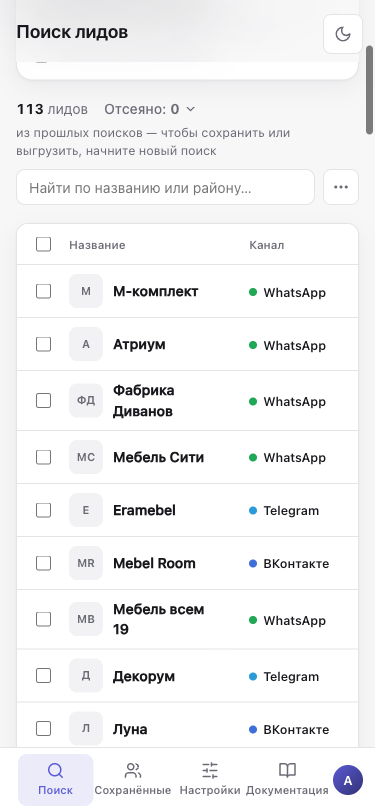 Поиск лидов
113 лидов Отсеяно: 0
из прошлых поисков — чтобы сохранить или
выгрузить, начните новый поиск
Найти по названию или району...
Название Канал
М М-комплект WhatsApp
А Атриум WhatsApp
ФД Фабрика
Диванов WhatsApp
МС Мебель Сити WhatsApp
E Eramebel Telegram
MR Mebel Room ВКонтакте
МВ Мебель всем
19 WhatsApp
Д Декорум Telegram
Л Луна ВКонтакте
Поиск Сохранённые Настройки Документация A